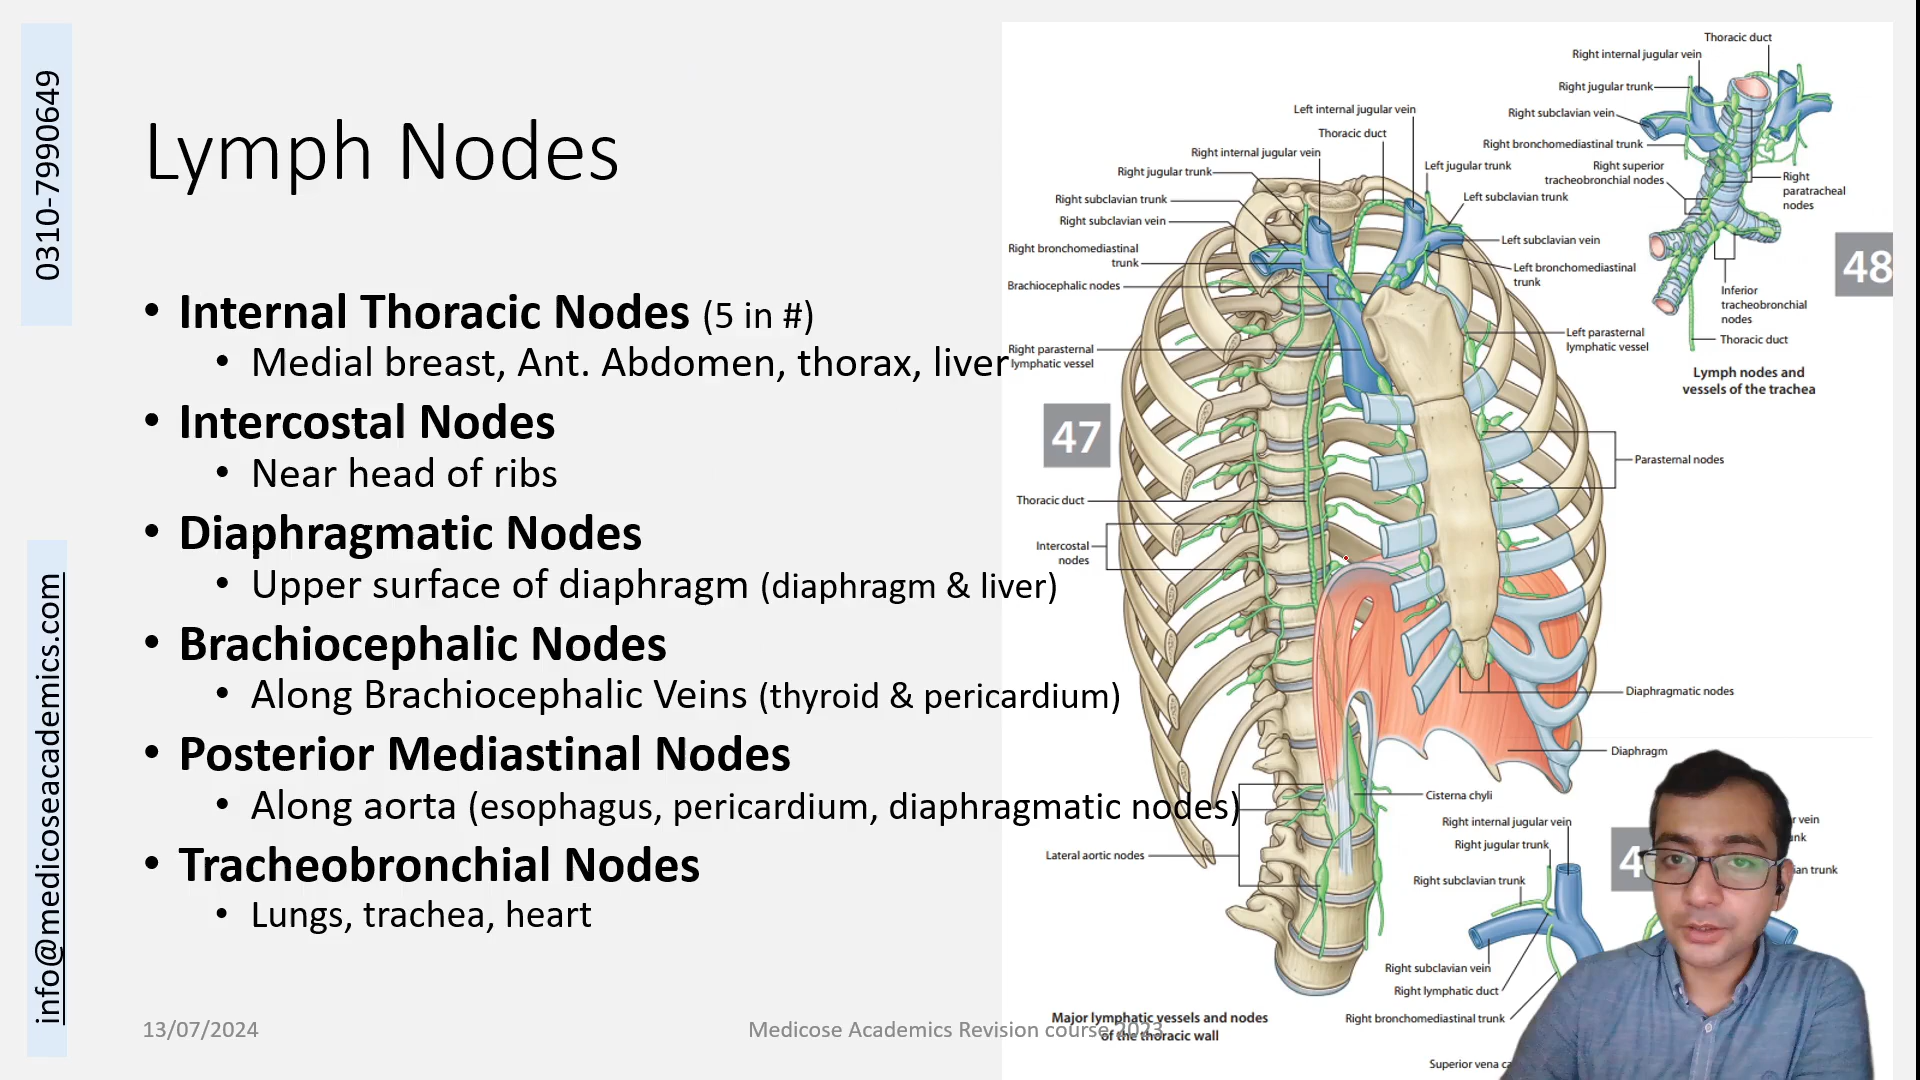 0310-7990649
info@medicoseacademics.com
Lymph Nodes
• Internal Thoracic Nodes (5 in #)
• Medial breast, Ant. Abdomen, thorax, liver
• Intercostal Nodes
• Near head of ribs
• Diaphragmatic Nodes
• Upper surface of diaphragm (diaphragm & liver)
• Brachiocephalic Nodes
• Along Brachiocephalic Veins (thyroid & pericardium)
• Posterior Mediastinal Nodes
• Along aorta (esophagus, pericardium, diaphragmatic nodes)
• Tracheobronchial Nodes
• Lungs, trachea, heart
13/07/2024
Medicose Academics Revision course 2023
Left internal jugular vein
Thoracic duct
Right internal jugular vein
Right jugular trunk
Right subclavian trunk
Right subclavian vein
Right bronchomediastinal
trunk
Brachiocephalic nodes
Right parasternal
lymphatic vessel
47
Thoracic duct
Intercostal
nodes
Lateral aortic nodes
Left jugular trunk
Left subclavian trunk
Left subclavian vein
Left bronchomediastinal
trunk
Left parasternal
lymphatic vessel
Parasternal nodes
Diaphragmatic nodes
Diaphragm
Cisterna chyli
Major lymphatic vessels and nodes
of the thoracic wall
Thoracic duct
Right internal jugular vein
Right jugular trunk
Right subclavian vein
Right bronchomediastinal trunk
Right superior
tracheobronchial nodes
Right
paratracheal
nodes
48
Inferior
tracheobronchial
nodes
Thoracic duct
Lymph nodes and
vessels of the trachea
Right internal jugular vein
Right jugular trunk
Right subclavian trunk
4
vein
trunk
Right subclavian vein
Right lymphatic duct
Right bronchomediastinal trunk
Superior vena